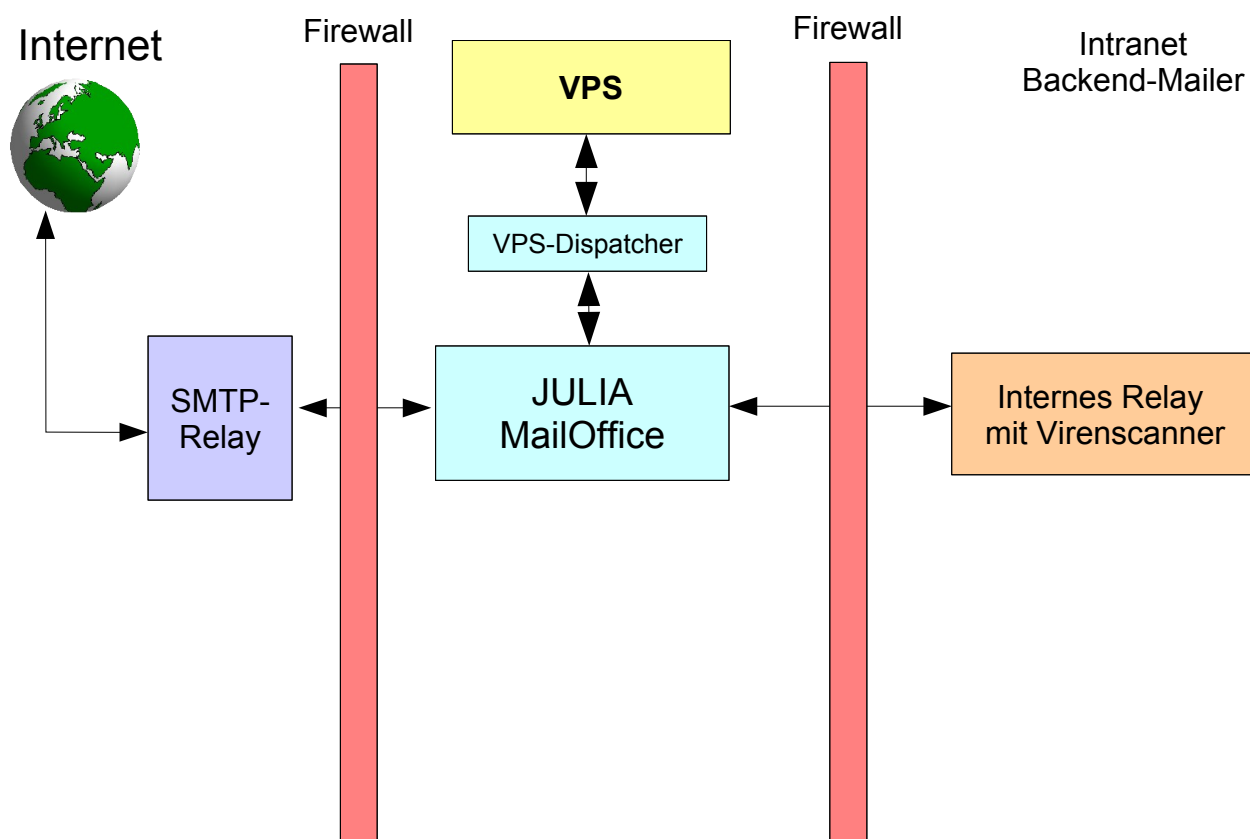 Internet
Firewall
VPS
Firewall
Intranet
Backend-Mailer
VPS-Dispatcher
SMTP-
Relay
JULIA
MailOffice
Internes Relay
mit Virenscanner